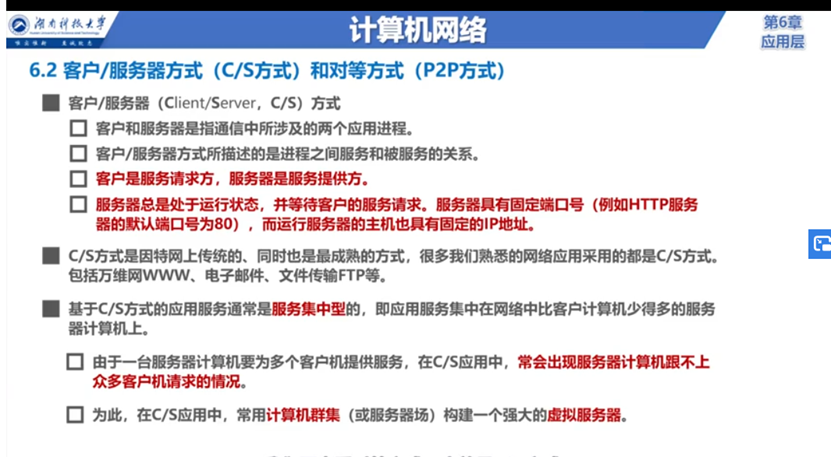 湖南科技大学
计算机网络
第6章
应用层
6.2 客户/服务器方式（C/S方式）和对等方式（P2P方式）
客户/服务器（Client/Server，C/S）方式
客户和服务器是指通信中所涉及的两个应用进程。
客户/服务器方式所描述的是进程之间服务和被服务的关系。
客户是服务请求方，服务器是服务提供方。
服务器总是处于运行状态，并等待客户的服务请求。服务器具有固定端口号（例如HTTP服务
器的默认端口号为80），而运行服务器的主机也具有固定的IP地址。
C/S方式是因特网上传统的、同时也是最成熟的方式，很多我们熟悉的网络应用采用的都是C/S方式。
包括万维网WWW、电子邮件、文件传输FTP等。
基于C/S方式的应用服务通常是服务集中型的，即应用服务集中在网络中比客户计算机少得多的服务
器计算机上。
由于一台服务器计算机要为多个客户机提供服务，在C/S应用中，常会出现服务器计算机跟不上
众多客户机请求的情况。
为此，在C/S应用中，常用计算机群集（或服务器场）构建一个强大的虚拟服务器。